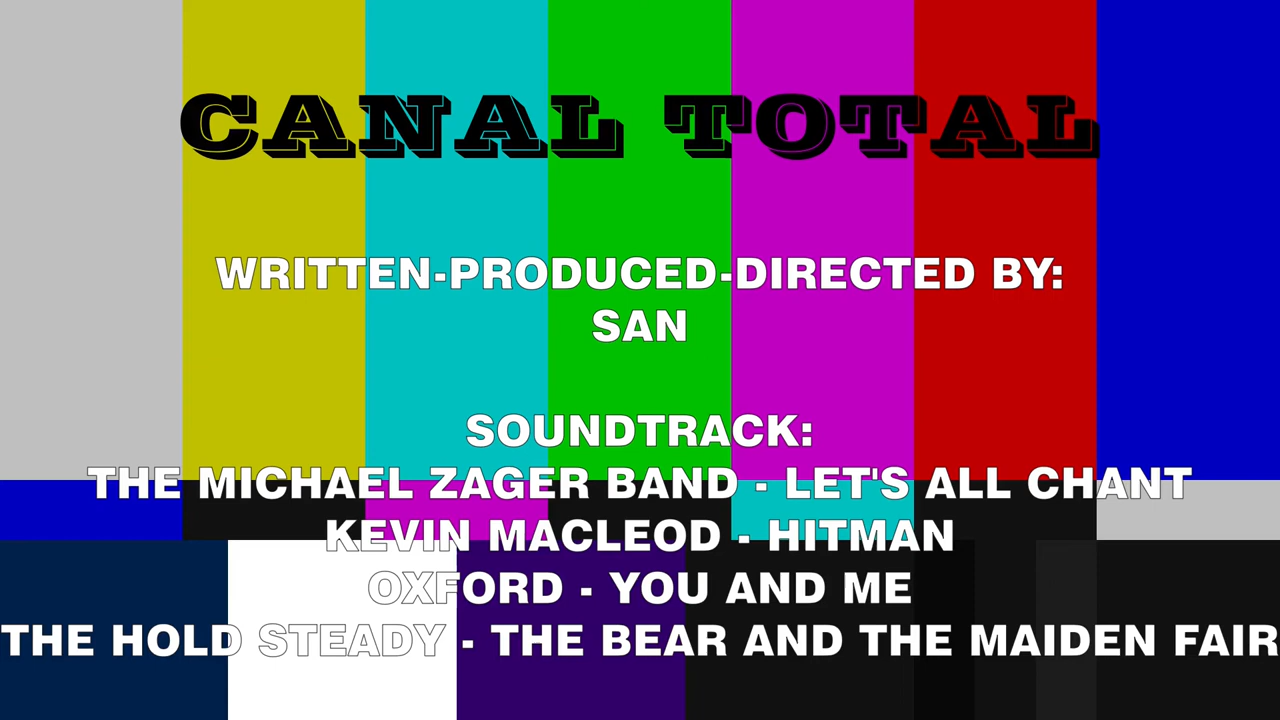 CANAL TOTAL
WRITTEN-PRODUCED-DIRECTED BY:
SAN
SOUNDTRACK:
THE MICHAEL ZAGER BAND - LET'S ALL CHANT
KEVIN MACLEOD - HITMAN
OXFORD - YOU AND ME
THE HOLD STEADY - THE BEAR AND THE MAIDEN FAIR